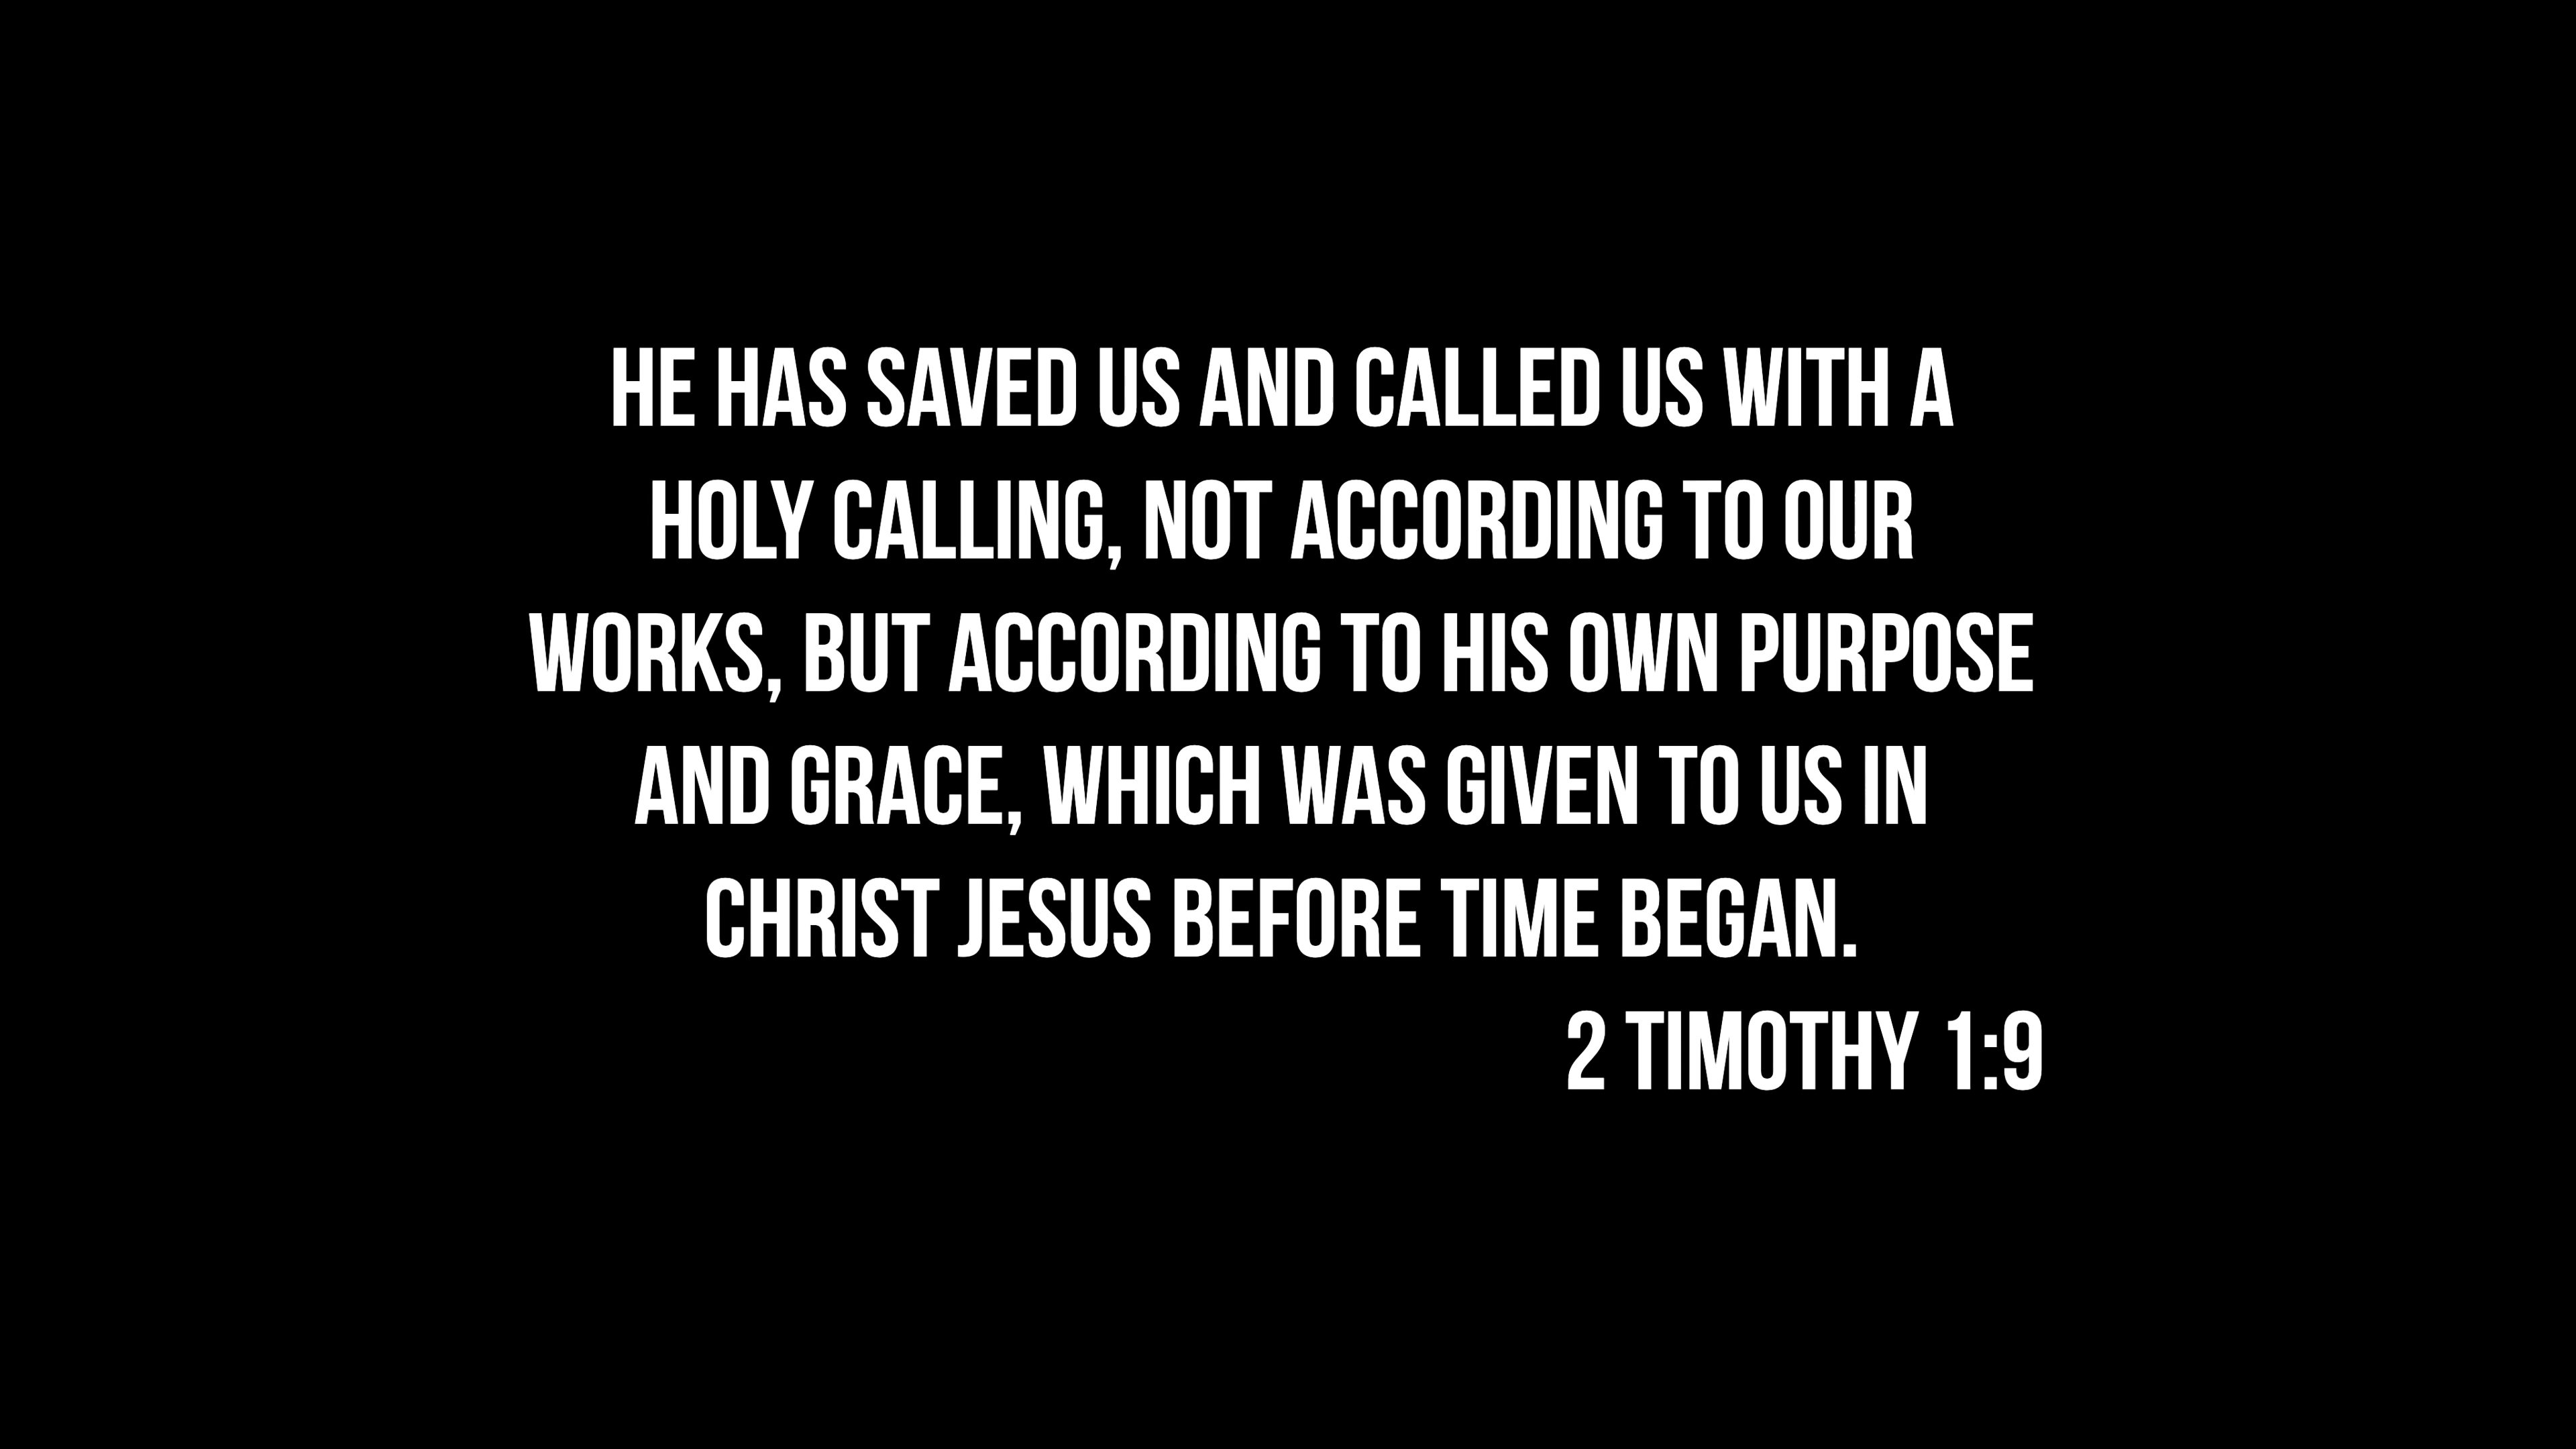 HE HAS SAVED US AND CALLED US WITH A
HOLY CALLING, NOT ACCORDING TO OUR
WORKS, BUT ACCORDING TO HIS OWN PURPOSE
AND GRACE, WHICH WAS GIVEN TO US IN
CHRIST JESUS BEFORE TIME BEGAN.
2 TIMOTHY 1:9